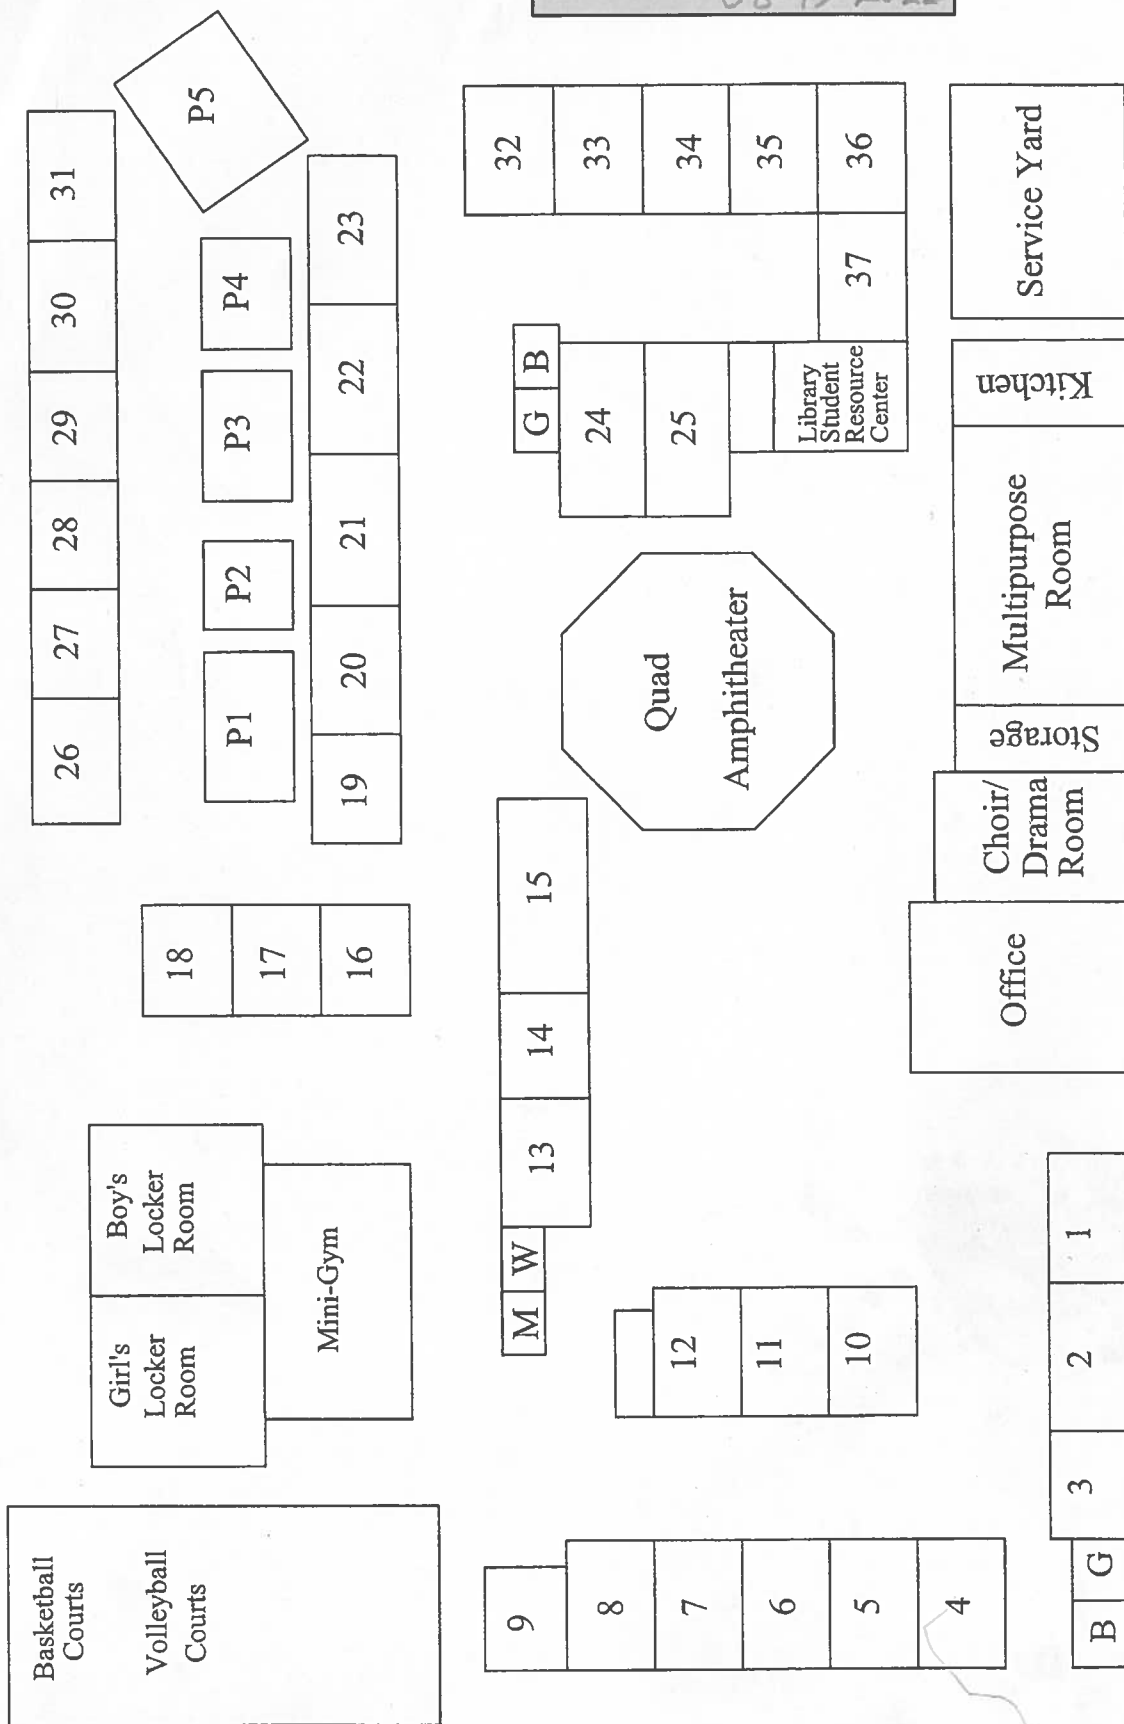 Basketball
Courts
Volleyball
Courts
Girl's
Locker
Room
Boy's
Locker
Room
Mini-Gym
18
17
16
26
27
28
29
30
31
P1
P2
P3
P4
P5
19
20
21
22
23
9
8
7
6
5
4
M
W
13
14
15
12
11
10
Quad
Amphitheater
G
B
24
25
Library
Student
Resource
Center
32
33
34
35
36
37
B
G
3
2
1
Office
Choir/
Drama
Room
Storage
Multipurpose
Room
Kitchen
Service Yard